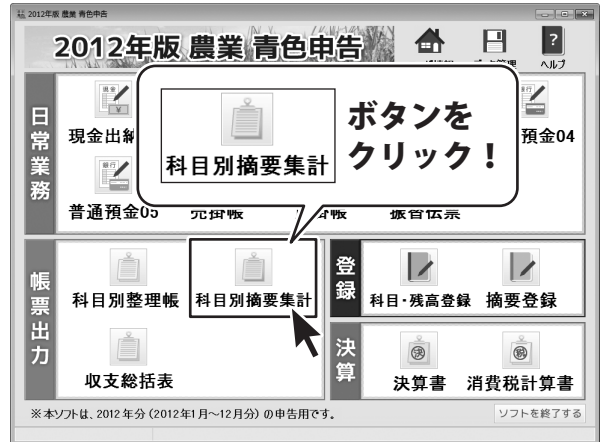 2012年版 農業 青色申告
2012年版 農業 青色申告
ヘルプ
日常業務
現金出納
預金04
普通預金05
売掛帳
振替伝票
科目別摘要集計
ボタンを
クリック！
帳票出力
科目別整理帳
科目別摘要集計
収支総括表
登録
科目・残高登録
摘要登録
決算
決算書
消費税計算書
※本ソフトは、2012年分（2012年1月～12月分）の申告用です。
ソフトを終了する